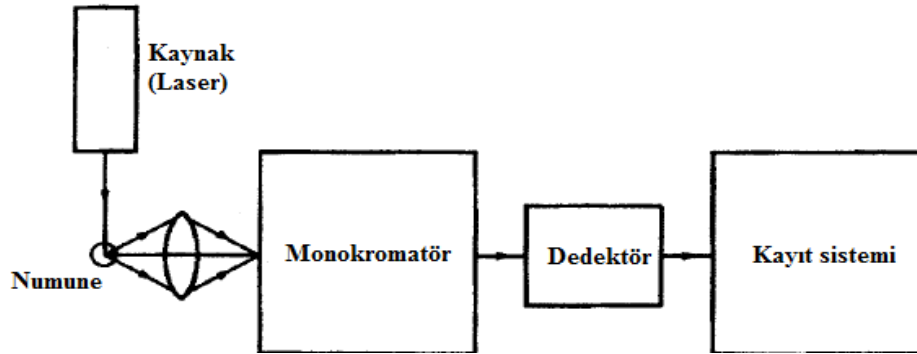 Kaynak
(Laser)
Numune
Monokromatör
Dedektör
Kayıt sistemi